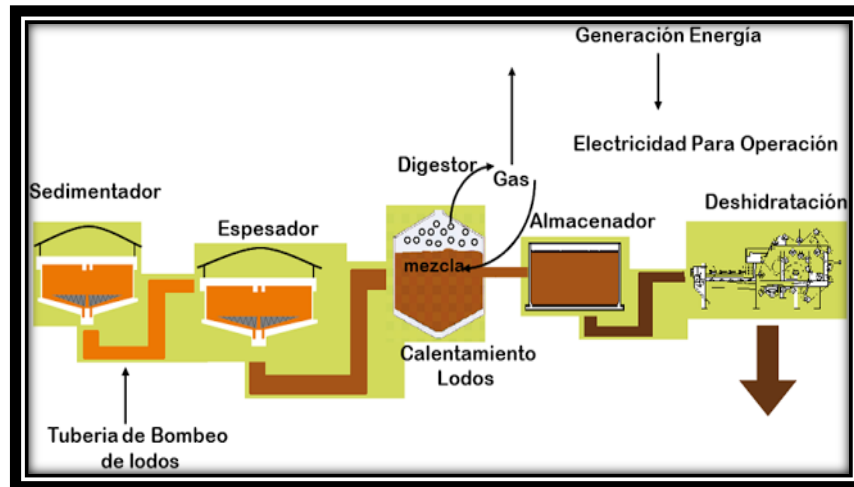 Generación Energía
Electricidad Para Operación
Digestor
Gas
Sedimentador
Espesador
Almacenador
Deshidratación
mezcla
Calentamiento
Lodos
Tuberia de Bombeo
de lodos